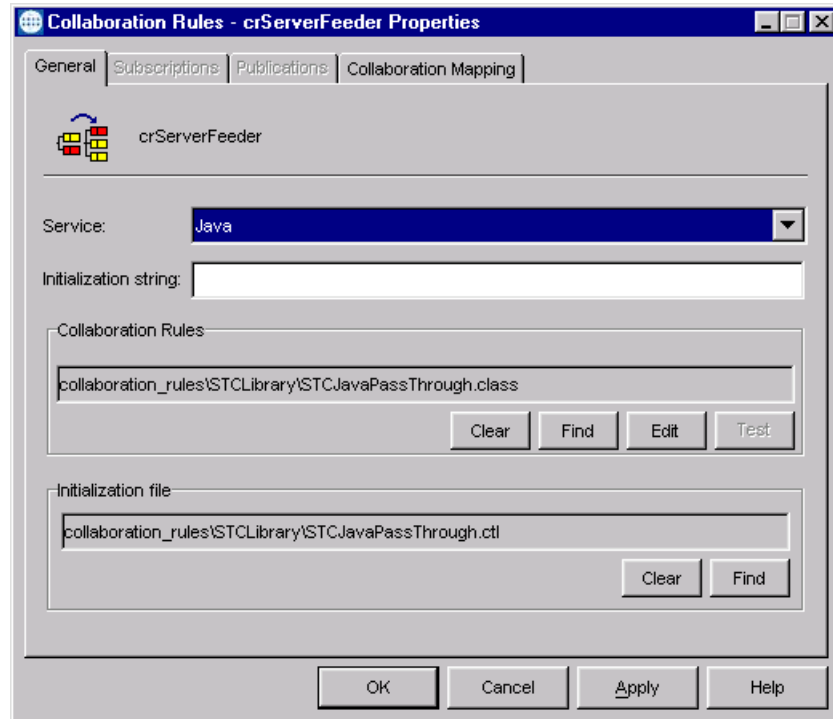 Collaboration Rules - crServerFeeder Properties
General Subscriptions Publications Collaboration Mapping
crServerFeeder
Service: Java
Initialization string:
Collaboration Rules
collaboration_rules\STCLibrary\STCJavaPassThrough.class
Clear Find Edit Test
Initialization file
collaboration_rules\STCLibrary\STCJavaPassThrough.ctl
Clear Find
OK Cancel Apply Help